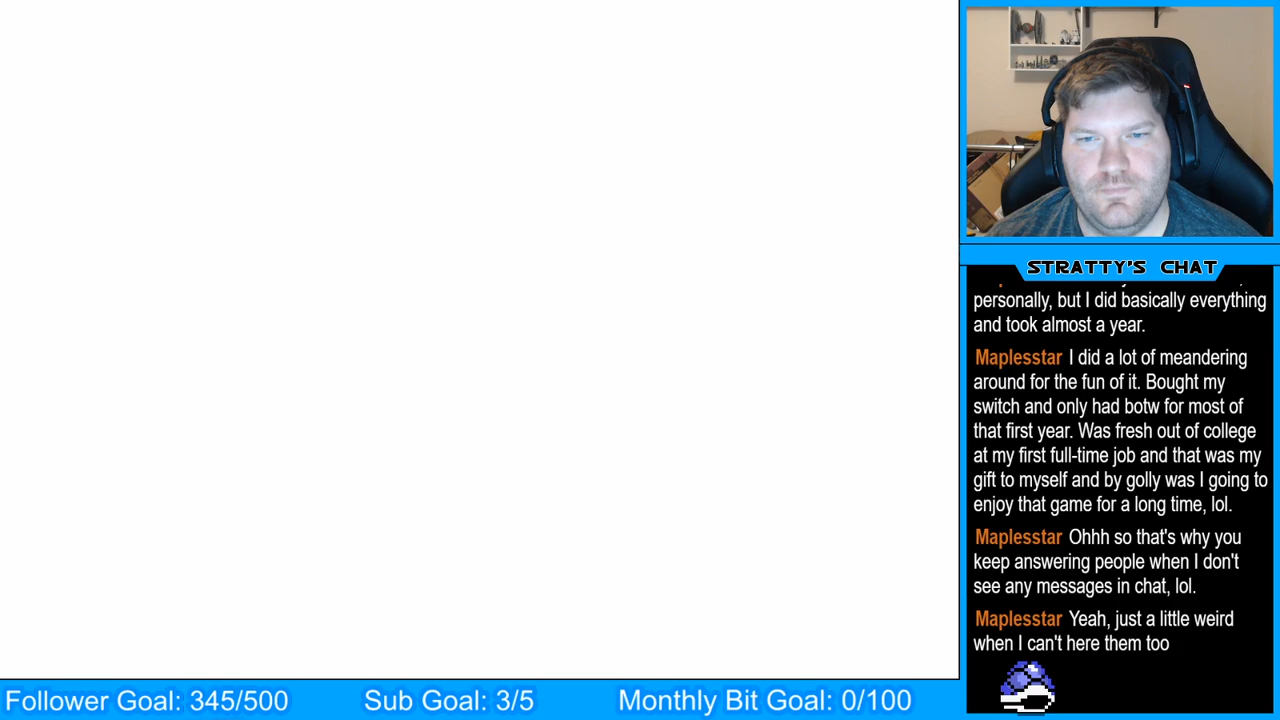 STRATTY'S CHAT
personally, but I did basically everything
and took almost a year.
Maplesstar I did a lot of meandering
around for the fun of it. Bought my
switch and only had botw for most of
that first year. Was fresh out of college
at my first full-time job and that was my
gift to myself and by golly was I going to
enjoy that game for a long time, lol.
Maplesstar Ohhh so that's why you
keep answering people when I don't
see any messages in chat, lol.
Maplesstar Yeah, just a little weird
when I can't here them too
Follower Goal: 345/500 Sub Goal: 3/5 Monthly Bit Goal: 0/100